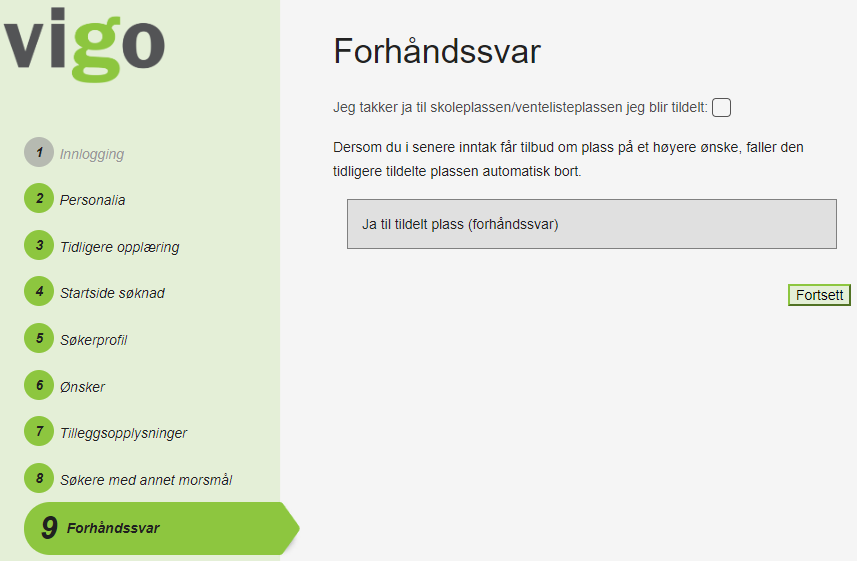 vigo
1 Innlogging
2 Personalia
3 Tidligere opplæring
4 Startside søknad
5 Søkerprofil
6 Ønsker
7 Tilleggsopplysninger
8 Søkere med annet morsmål
9 Forhåndssvar
Forhåndssvar
Jeg takker ja til skoleplassen/ventelisteplassen jeg blir tildelt:
Dersom du i senere inntak får tilbud om plass på et høyere ønske, faller den
tidligere tildelte plassen automatisk bort.
Ja til tildelt plass (forhåndssvar)
Fortsett